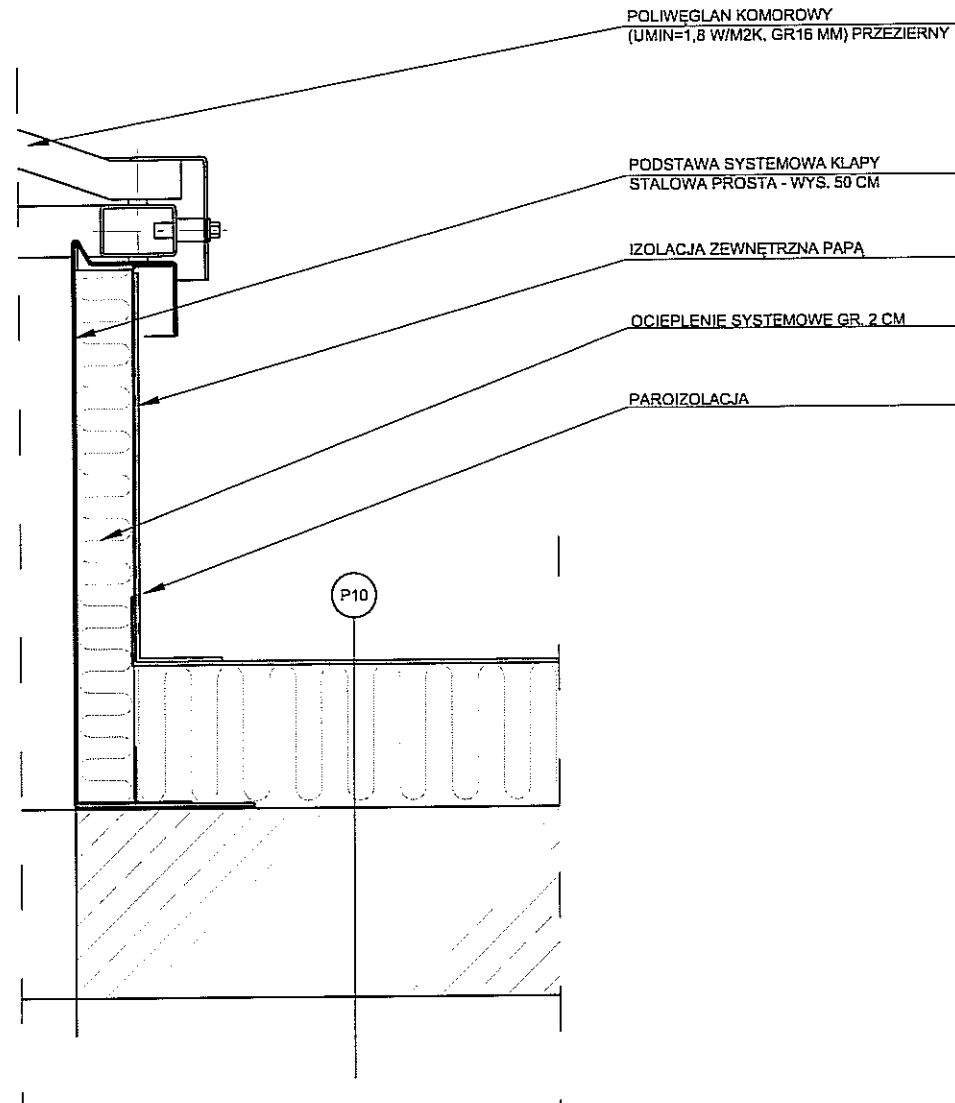 POLIWĘGLAN KOMOROWY
(UMIN=1,8 W/M2K, GR16 MM) PRZEZIERNY
PODSTAWA SYSTEMOWA KLAPY
STALOWA PROSTA - WYS. 50 CM
IZOLACJA ZEWNĘTRZNA PAPĄ
OCIEPLENIE SYSTEMOWE GR. 2 CM
PAROIZOLACJA
P10